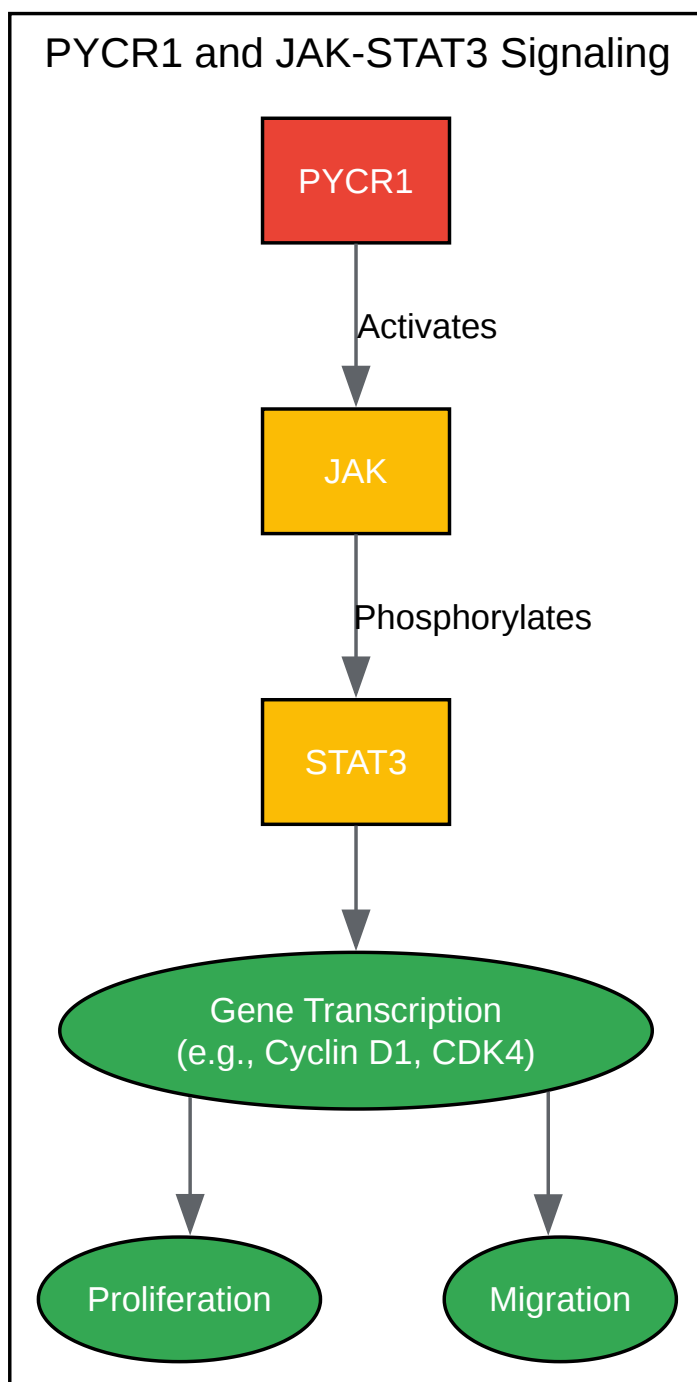 PYCR1 and JAK-STAT3 Signaling
PYCR1
Activates
JAK
Phosphorylates
STAT3
Gene Transcription
(e.g., Cyclin D1, CDK4)
Proliferation
Migration